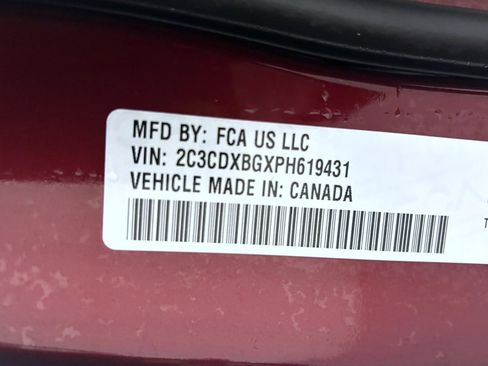 MFD BY: FCA US LLC
VIN: 2C3CDXBGXPH619431
VEHICLE MADE IN: CANADA